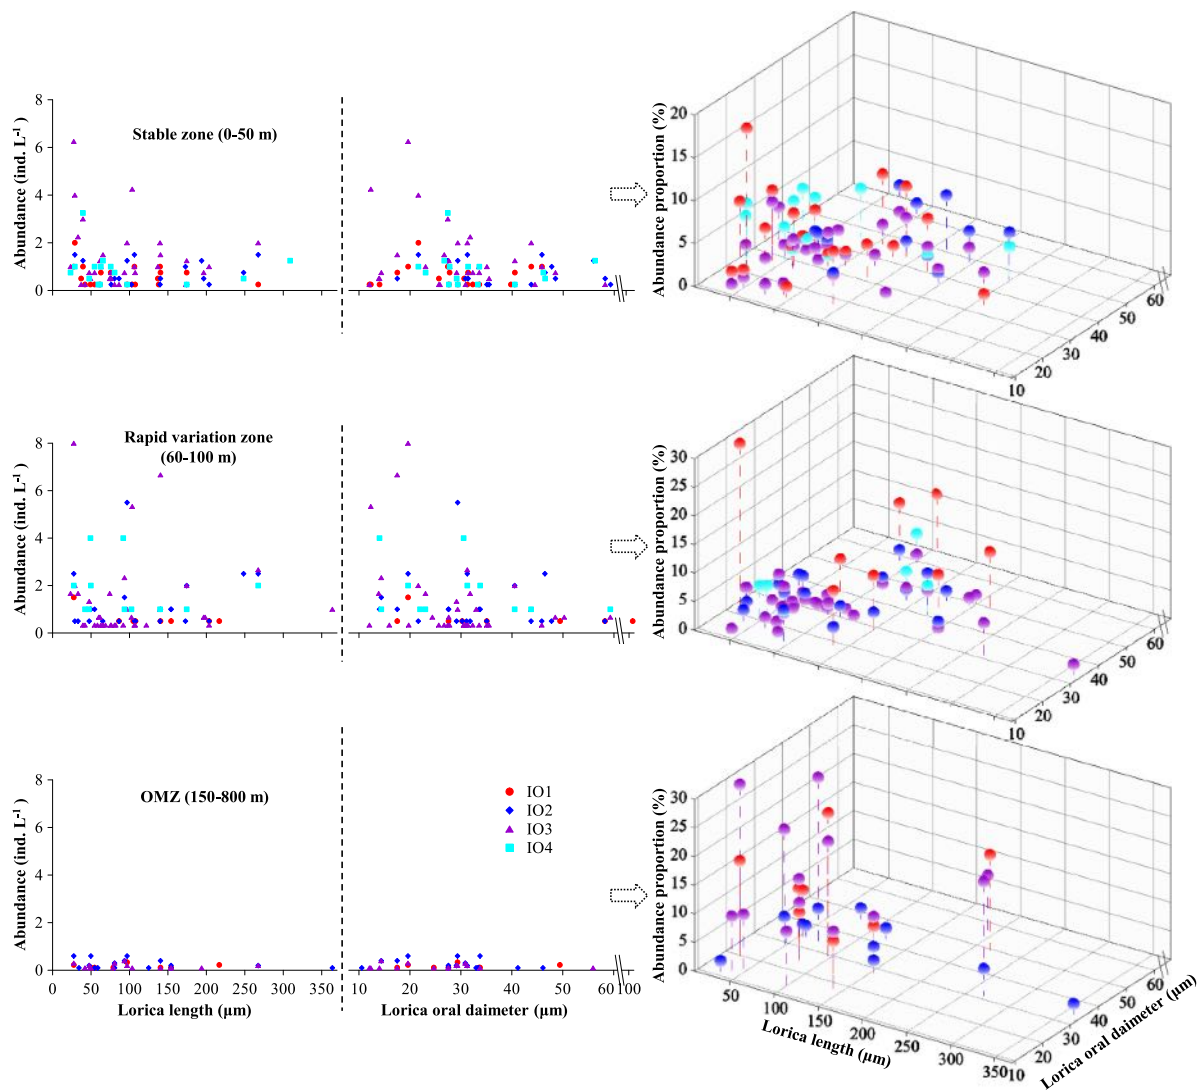 Abundance (ind. L-1 )
8
6
4
2
0
Stable zone (0-50 m)
Abundance proportion (%)
20
15
10
5
0
10
20
30
40
50
60
Abundance (ind. L-1 )
8
6
4
2
0
Rapid variation zone
(60-100 m)
Abundance proportion (%)
30
25
20
15
10
5
0
10
20
30
40
50
60
Abundance (ind. L-1 )
8
6
4
2
0
OMZ (150-800 m)
IO1
IO2
IO3
IO4
0 50 100 150 200 250 300 350
Lorica length (μm)
10 20 30 40 50 60 100
Lorica oral daimeter (μm)
Abundance proportion (%)
30
25
20
15
10
5
0
50
100
150
200
250
300
350
Lorica length (μm)
10
20
30
40
50
60
Lorica oral daimeter (μm)